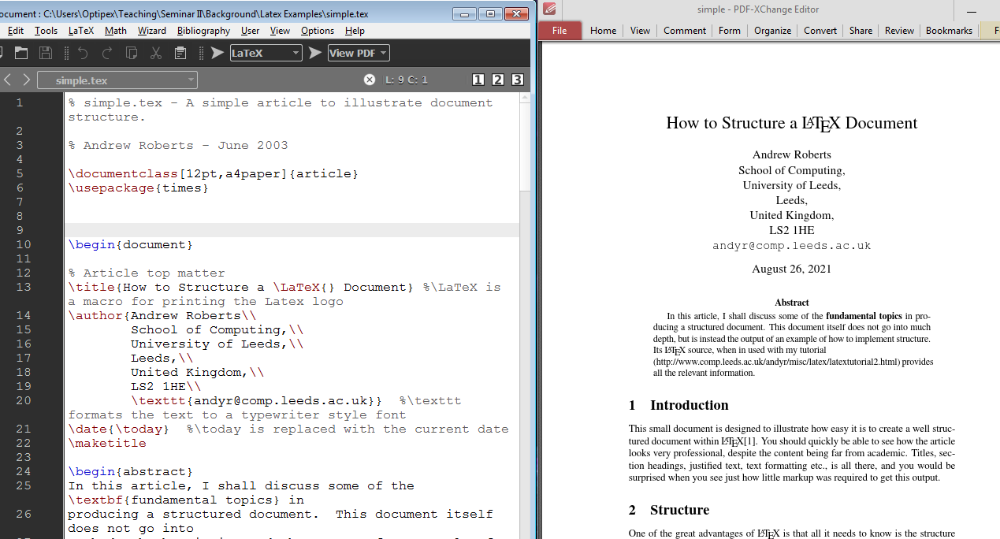 ocument : C:\Users\Optipex\Teaching\Seminar II\Background\Latex Examples\simple.tex
Edit Tools LaTeX Math Wizard Bibliography User View Options Help
LaTeX View PDF
simple.tex L: 9 C: 1 1 2 3
1 % simple.tex - A simple article to illustrate document
structure.
2
3 % Andrew Roberts - June 2003
4
5 \documentclass[12pt,a4paper]{article}
6 \usepackage{times}
7
8
9
10 \begin{document}
11
12 % Article top matter
13 \title{How to Structure a \LaTeX{} Document} %\LaTeX is
a macro for printing the Latex logo
14 \author{Andrew Roberts\\
15 School of Computing,\\
16 University of Leeds,\\
17 Leeds,\\
18 United Kingdom,\\
19 LS2 1HE\\
20 \texttt{andyr@comp.leeds.ac.uk}} %\texttt
formats the text to a typewriter style font
21 \date{\today} %\today is replaced with the current date
22 \maketitle
23
24 \begin{abstract}
25 In this article, I shall discuss some of the
\textbf{fundamental topics} in
26 producing a structured document. This document itself
does not go into
simple - PDF-XChange Editor
File Home View Comment Form Organize Convert Share Review Bookmarks F
How to Structure a LATEX Document
Andrew Roberts
School of Computing,
University of Leeds,
Leeds,
United Kingdom,
LS2 1HE
andyr@comp.leeds.ac.uk
August 26, 2021
Abstract
In this article, I shall discuss some of the fundamental topics in pro-
ducing a structured document. This document itself does not go into much
depth, but is instead the output of an example of how to implement structure.
Its LATEX source, when in used with my tutorial
(http://www.comp.leeds.ac.uk/andyr/misc/latex/latextutorial2.html) provides
all the relevant information.
1 Introduction
This small document is designed to illustrate how easy it is to create a well struc-
tured document within LATEX[1]. You should quickly be able to see how the article
looks very professional, despite the content being far from academic. Titles, sec-
tion headings, justified text, text formatting etc., is all there, and you would be
surprised when you see just how little markup was required to get this output.
2 Structure
One of the great advantages of LATEX is that all it needs to know is the structure